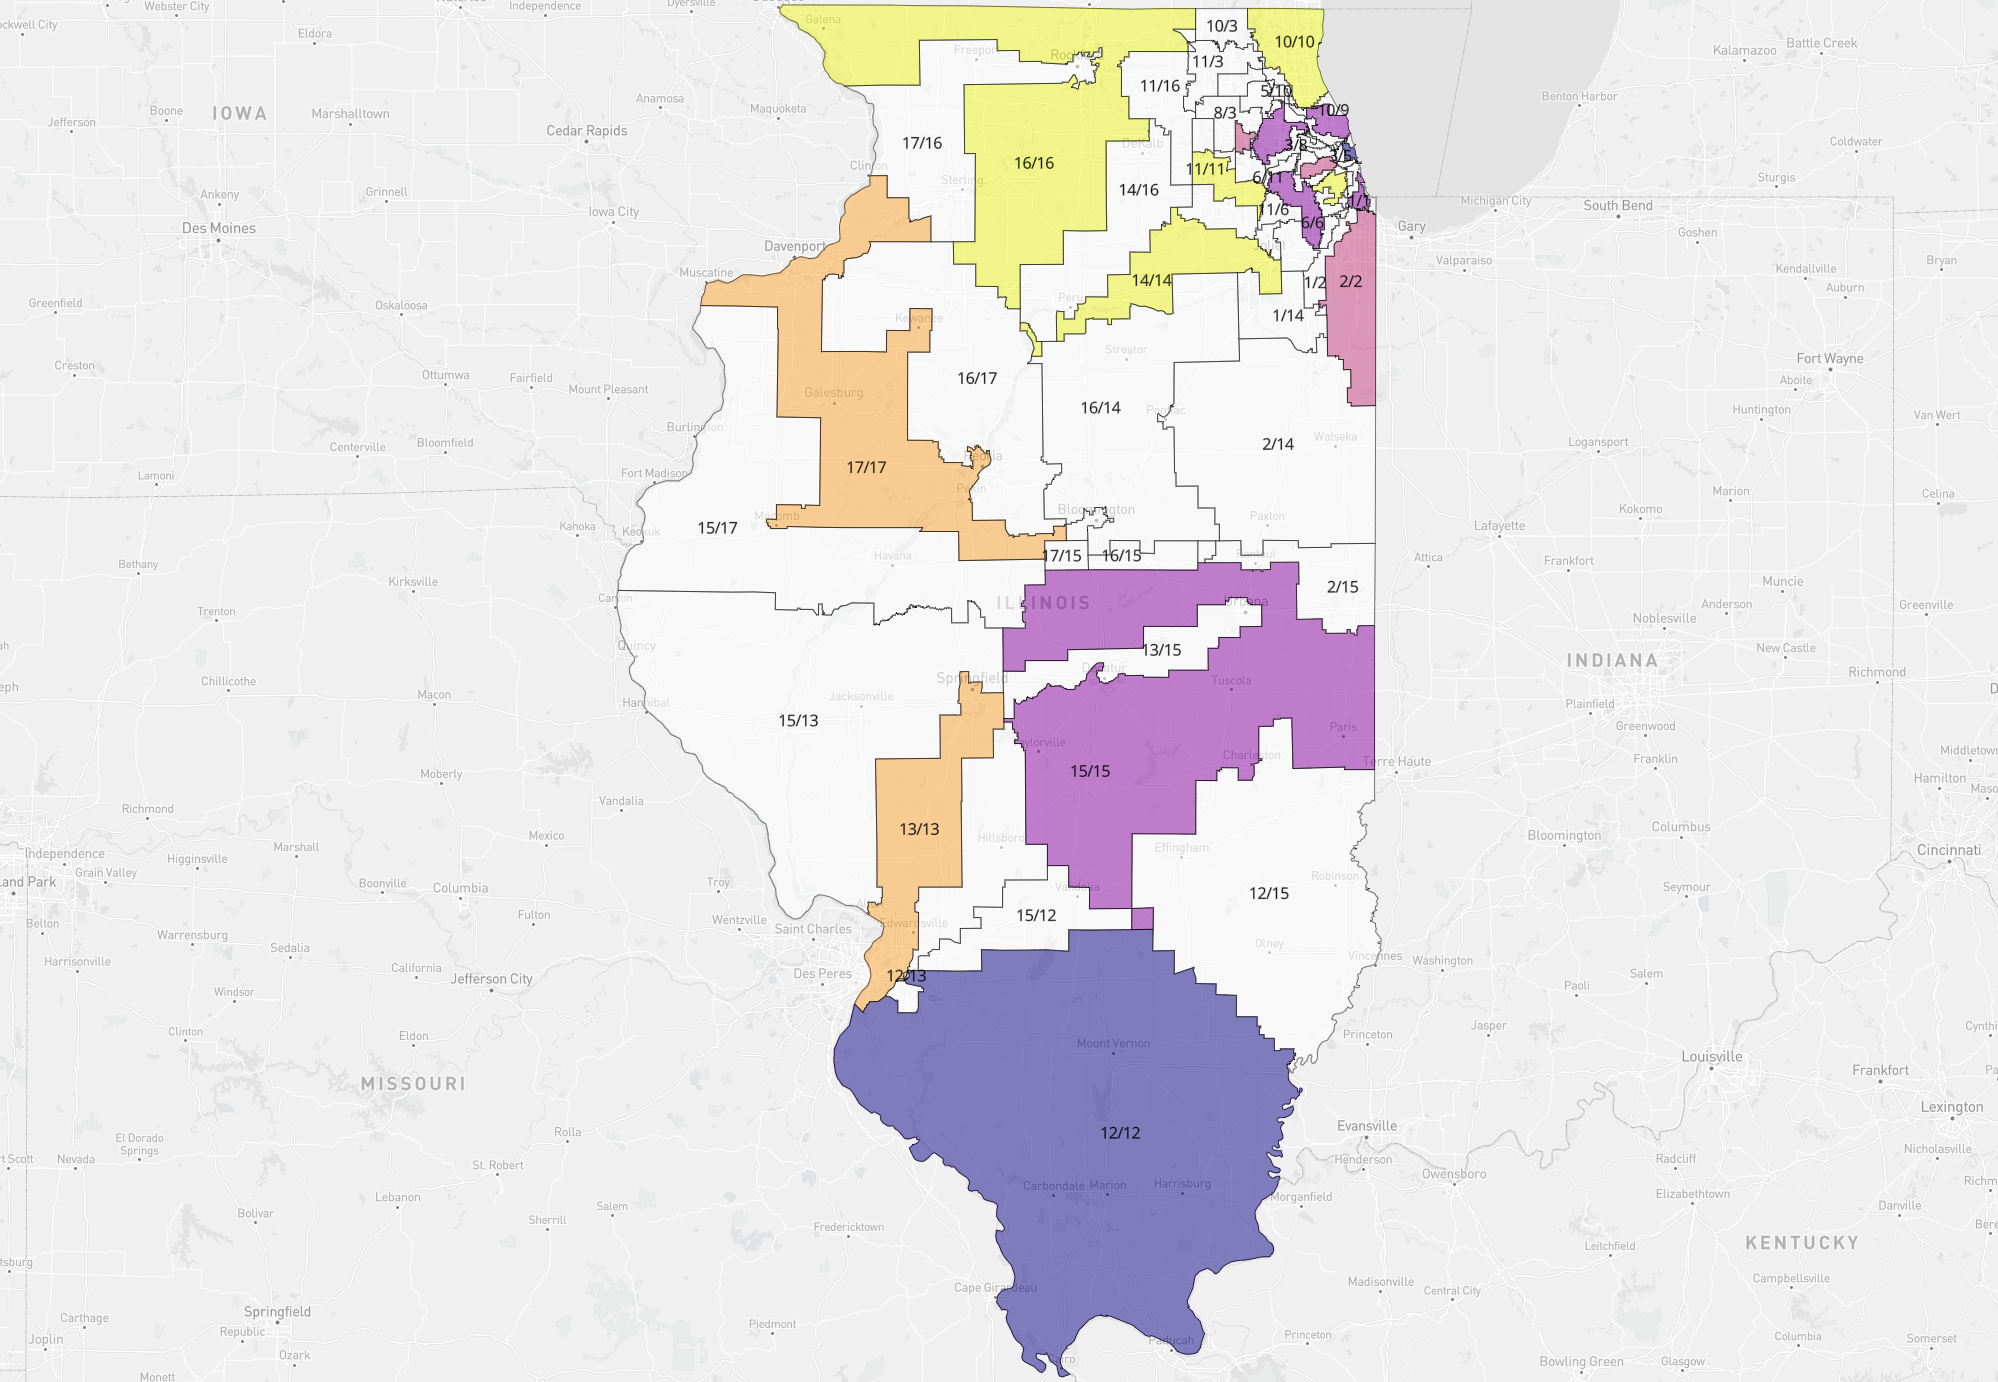 Webster City
Independence
Dyersville
Galena
10/3
10/10
Rockwell City
Eldora
Freeport
11/3
Kalamazoo
Battle Creek
11/16
5/10
Benton Harbor
IOWA
Boone
Marshalltown
Anamosa
Maquoketa
10/9
8/3
Jefferson
Ames
Cedar Rapids
17/16
DeKalb
3/8
3/5
Coldwater
Clinton
16/16
11/11
Sterling
6/11
Sturgis
Ankeny
Grinnell
14/16
1/1
Iowa City
11/6
6/6
Michigan City
South Bend
Des Moines
Gary
Goshen
Davenport
Joliet
Valparaiso
Bryan
Muscatine
14/14
1/2
2/2
Kendallville
Greenfield
Oskaloosa
Peru
Auburn
1/14
Kewanee
Streator
Creston
Ottumwa
Fairfield
Mount Pleasant
16/17
Fort Wayne
Galesburg
Aboite
16/14
Pontiac
Huntington
Van Wert
Burlington
Centerville
Bloomfield
2/14
Watseka
Logansport
Lamoni
Fort Madison
17/17
Peoria
Pekin
Marion
Celina
Macomb
Bloomington
Paxton
Kokomo
Kahoka
Keokuk
15/17
Lafayette
Havana
17/15
16/15
Rantoul
Attica
Frankfort
Bethany
Kirksville
2/15
Muncie
Canton
ILLINOIS
Urbana
Anderson
Greenville
Trenton
Noblesville
Quincy
13/15
New Castle
INDIANA
Decatur
Richmond
Chillicothe
Springfield
Tuscola
Macon
Jacksonville
Hannibal
Plainfield
15/13
Greenwood
Paris
Taylorville
Charleston
Middletown
Terre Haute
Franklin
Moberly
15/15
Hamilton
Vandalia
Richmond
13/13
Mexico
Hillsboro
Bloomington
Columbus
Marshall
Independence
Higginsville
Effingham
Cincinnati
Grain Valley
Robinson
Boonville
Columbia
Troy
Vandalia
12/15
Seymour
Fulton
15/12
Belton
Wentzville
Saint Charles
Edwardsville
Warrensburg
Sedalia
Olney
Vincennes
Washington
Harrisonville
California
Des Peres
12/13
Salem
Jefferson City
Windsor
Paoli
Clinton
Eldon
Princeton
Jasper
Mount Vernon
Louisville
MISSOURI
Frankfort
Lexington
Rolla
12/12
Evansville
El Dorado
Springs
Nicholasville
Nevada
St. Robert
Henderson
Radcliff
Owensboro
Carbondale
Marion
Harrisburg
Lebanon
Morganfield
Elizabethtown
Danville
Bolivar
Salem
Sherrill
Fredericktown
KENTUCKY
Leitchfield
Cape Girardeau
Madisonville
Campbellsville
Central City
Springfield
Carthage
Piedmont
Republic
Paducah
Princeton
Columbia
Somerset
Joplin
Ozark
Cairo
Bowling Green
Glasgow
Monett